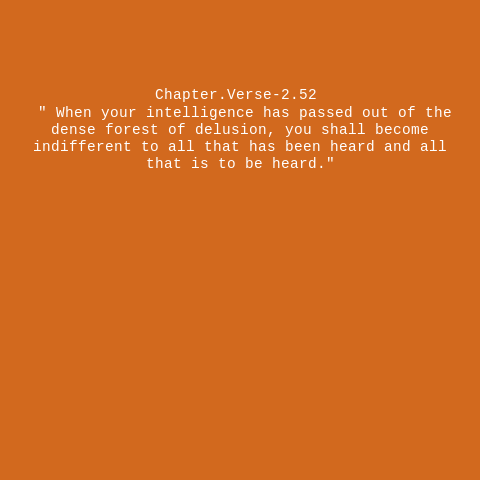 Chapter.Verse-2.52
" When your intelligence has passed out of the
dense forest of delusion, you shall become
indifferent to all that has been heard and all
that is to be heard."